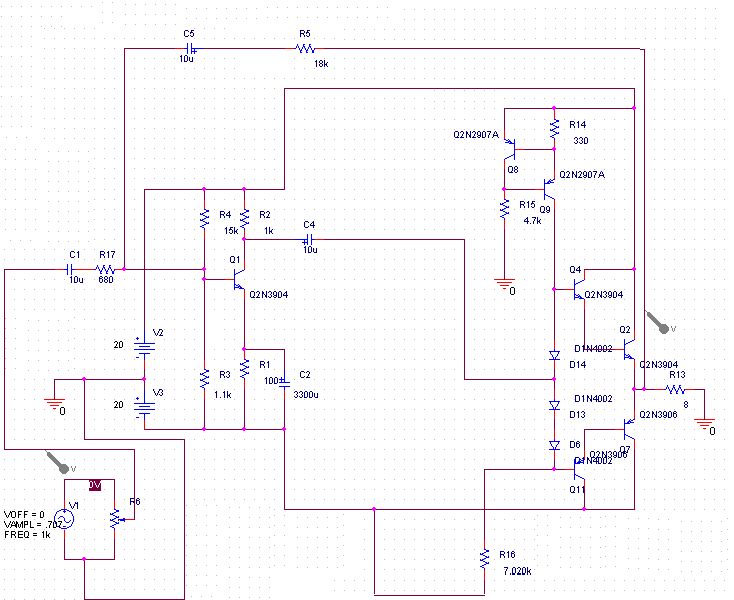 C5
10u
R5
18k
R14
330
Q2N2907A
Q8
Q2N2907A
Q9
R15
4.7k
0
R4
15k
R2
1k
C4
10u
C1
10u
R17
680
Q1
Q2N3904
Q4
Q2N3904
Q2
Q2N3904
D1N4002
D14
V
20
V2
20
V3
0
R3
1.1k
R1
100
C2
3300u
D1N4002
D13
R13
8
0
Q2N3906
Q7
D6
D1N4002
Q2N3906
Q11
V
0V
V1
R6
VOFF = 0
VAMPL = .707
FREQ = 1k
R16
7.020k